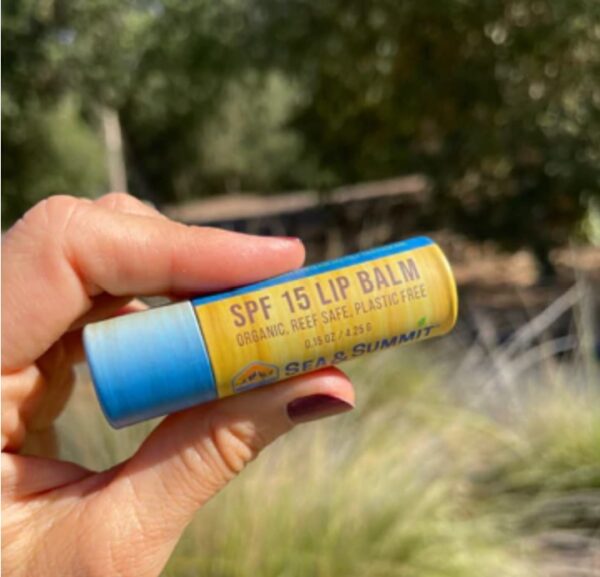 SPF 15 LIP BALM
ORGANIC, REEF SAFE, PLASTIC FREE
0.15 OZ / 4.25 G
SEA & SUMMIT